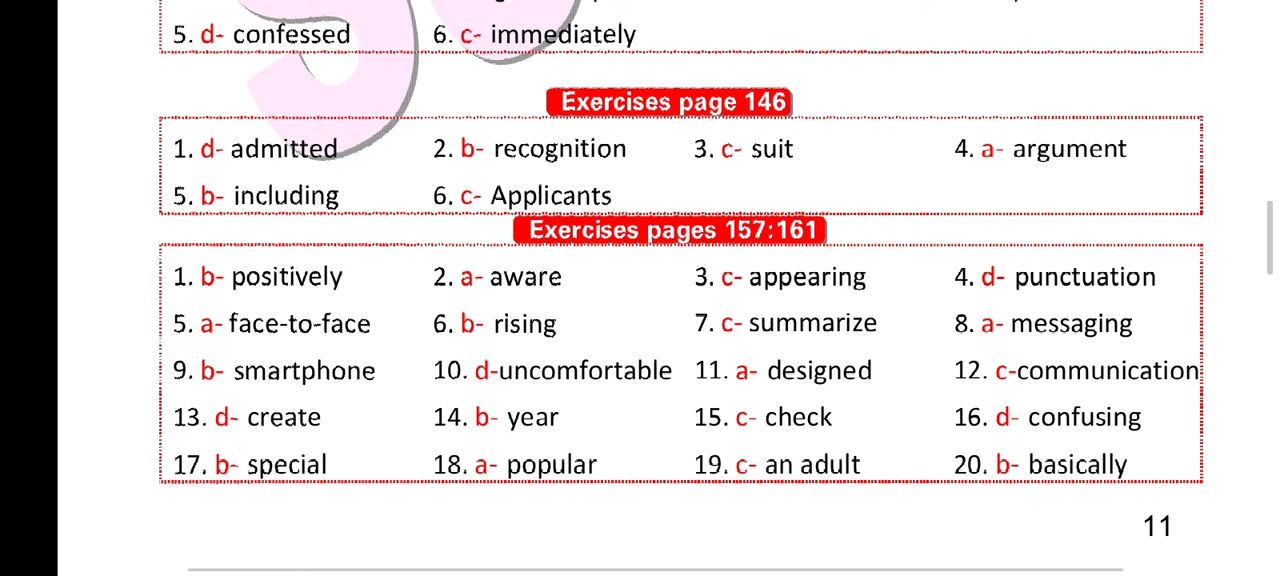 5. d- confessed 6. c- immediately
Exercises page 146
1. d- admitted 2. b- recognition 3. c- suit 4. a- argument
5. b- including 6. c- Applicants
Exercises pages 157:161
1. b- positively 2. a- aware 3. c- appearing 4. d- punctuation
5. a- face-to-face 6. b- rising 7. c- summarize 8. a- messaging
9. b- smartphone 10. d-uncomfortable 11. a- designed 12. c-communication
13. d- create 14. b- year 15. c- check 16. d- confusing
17. b- special 18. a- popular 19. c- an adult 20. b- basically
11